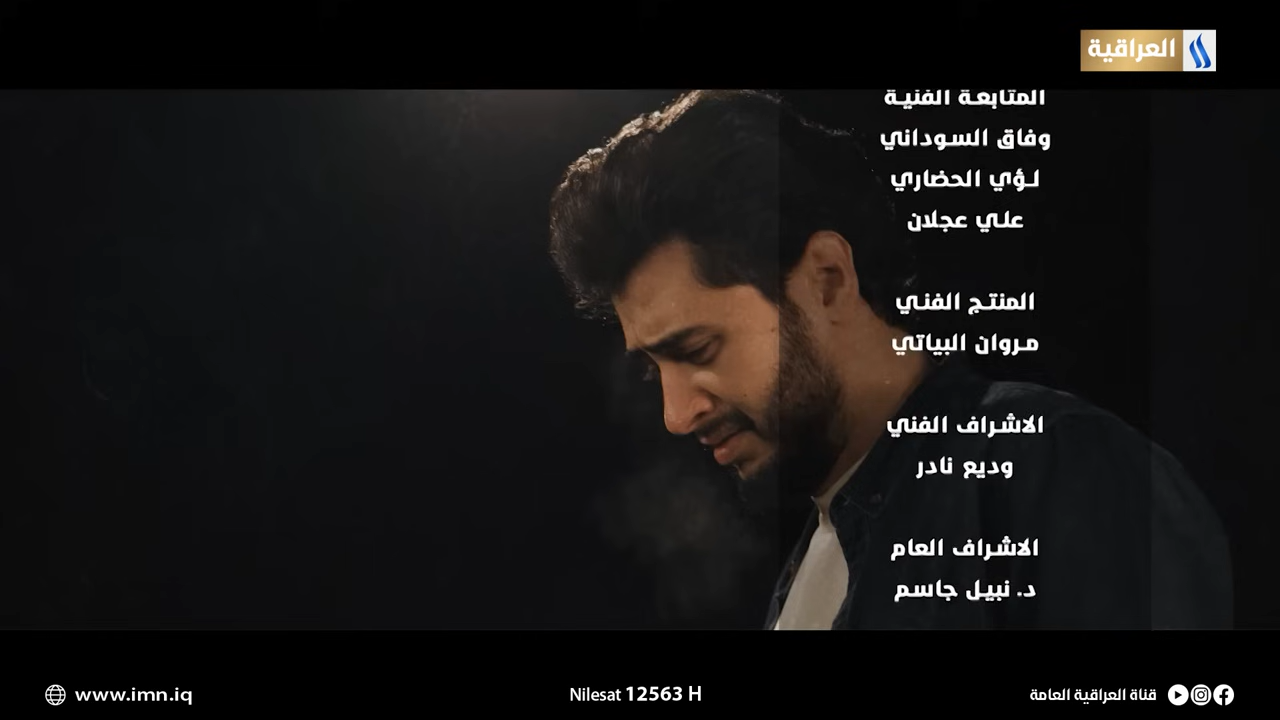 العراقية
المتابعة الفنية
وفاق السوداني
لؤي الحضاري
علي عجلان
المنتج الفني
مروان البياتي
الاشراف الفني
وديع نادر
الاشراف العام
د. نبيل جاسم
www.imn.iq
Nilesat 12563 H
قناة العراقية العامة